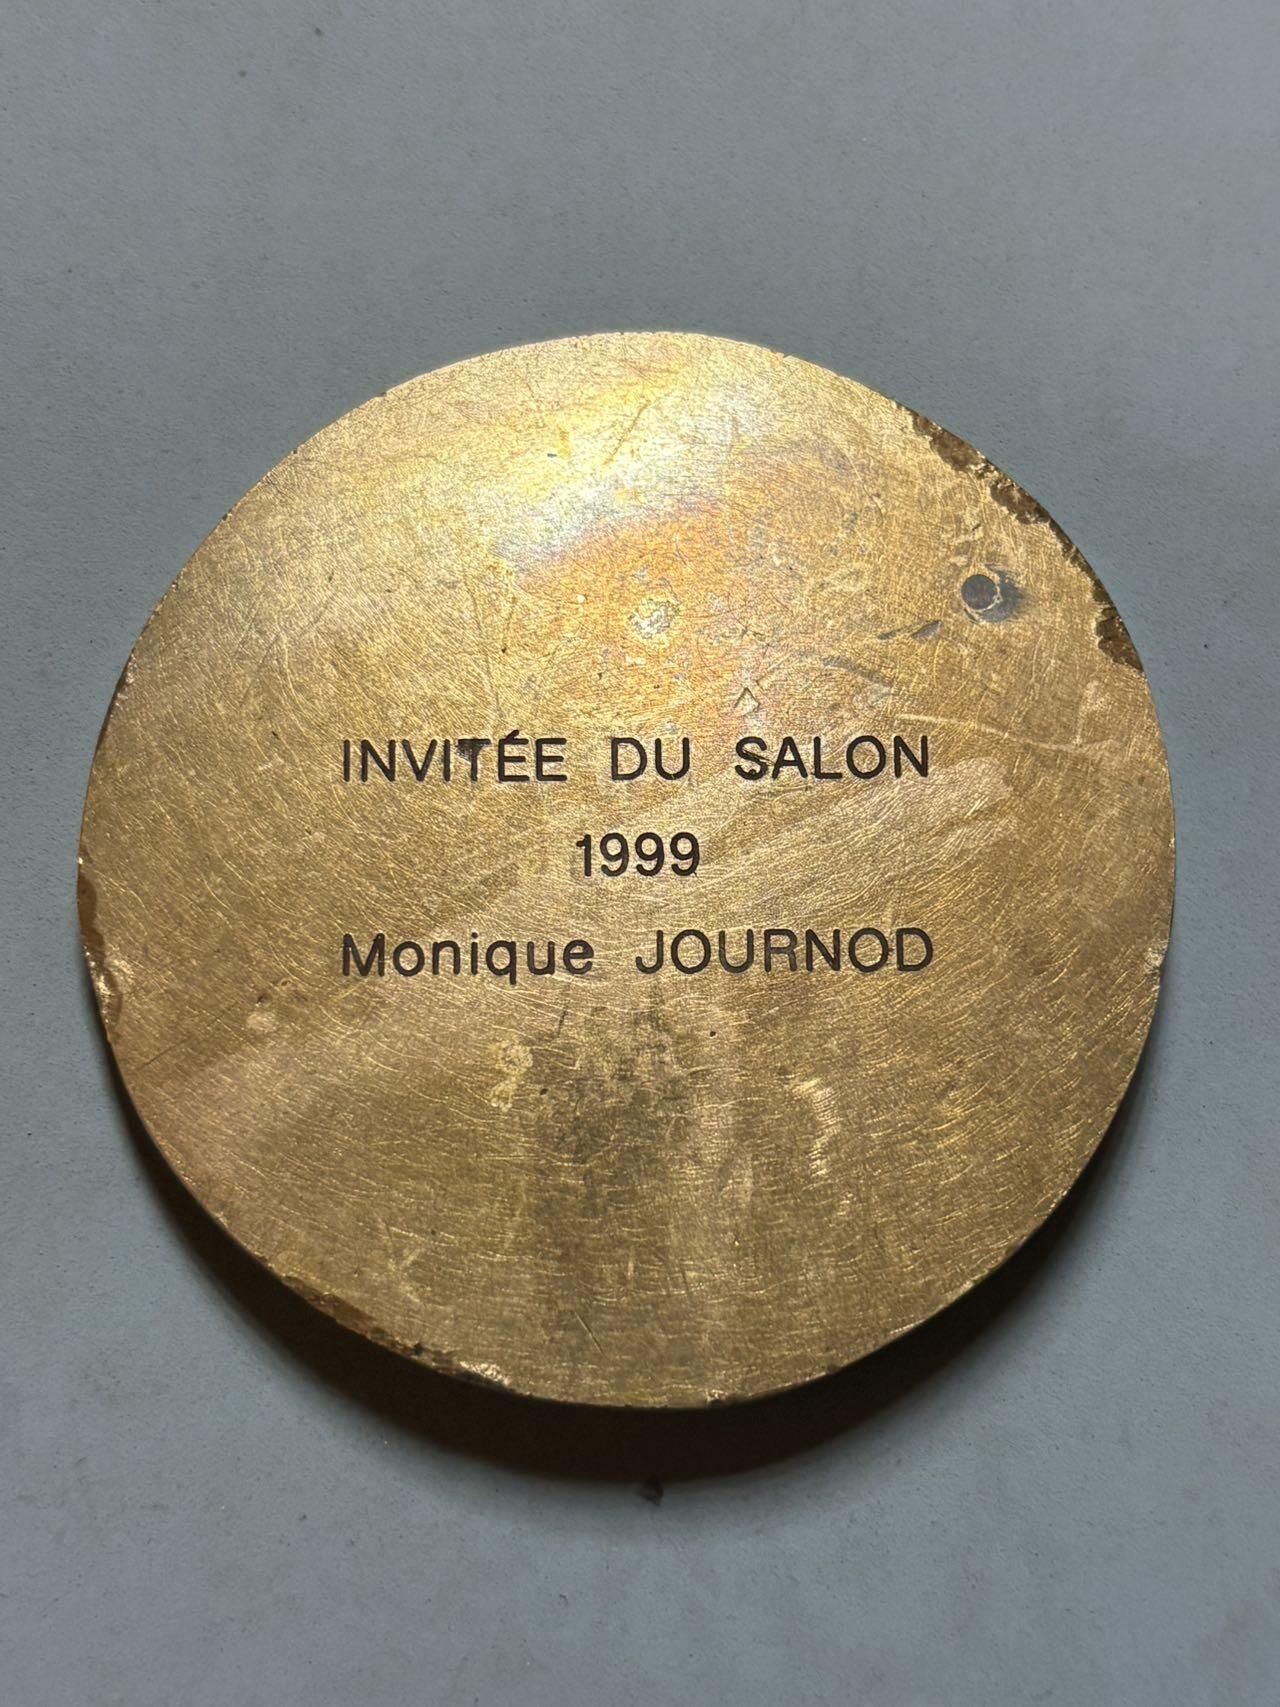 INVITÉE DU SALON
1999
Monique JOURNOD